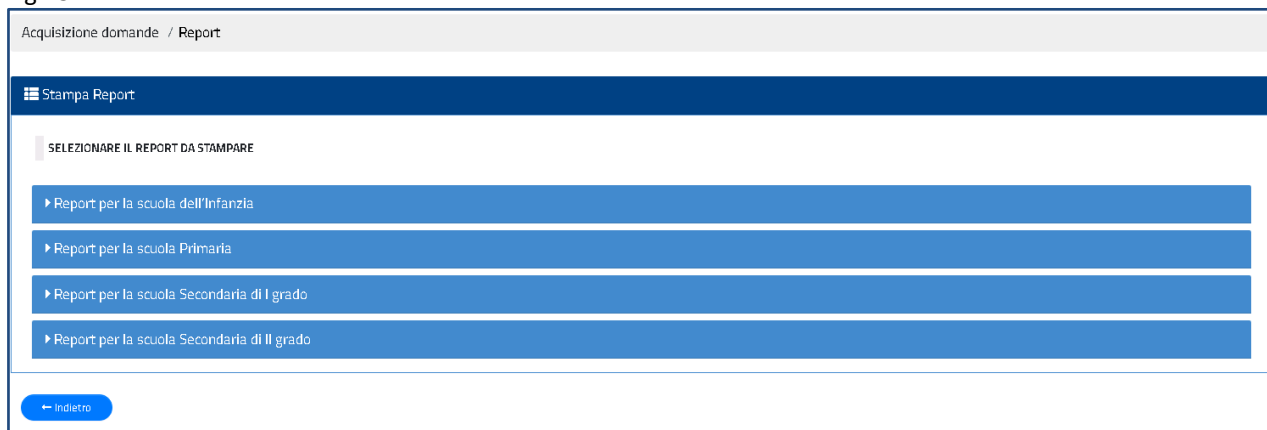 Acquisizione domande / Report
Stampa Report
SELEZIONARE IL REPORT DA STAMPARE
Report per la scuola dell'Infanzia
Report per la scuola Primaria
Report per la scuola Secondaria di I grado
Report per la scuola Secondaria di II grado
← Indietro